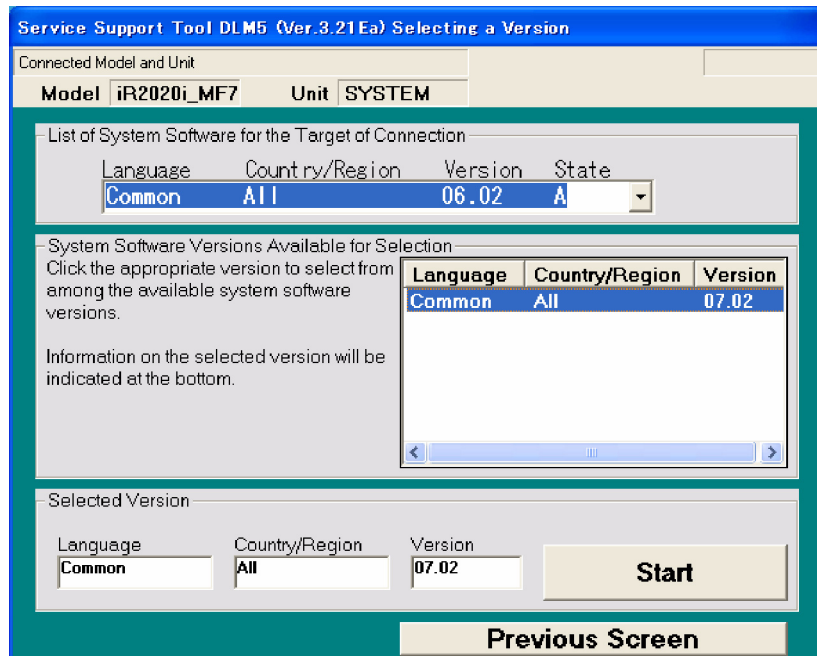 Service Support Tool DLM5 (Ver.3.21Ea) Selecting a Version
Connected Model and Unit
Model iR2020i_MF7 Unit SYSTEM
List of System Software for the Target of Connection
Language Country/Region Version State
Common All 06.02 A
System Software Versions Available for Selection
Click the appropriate version to select from
among the available system software
versions.
Information on the selected version will be
indicated at the bottom.
Language Country/Region Version
Common All 07.02
Selected Version
Language Country/Region Version
Common All 07.02
Start
Previous Screen